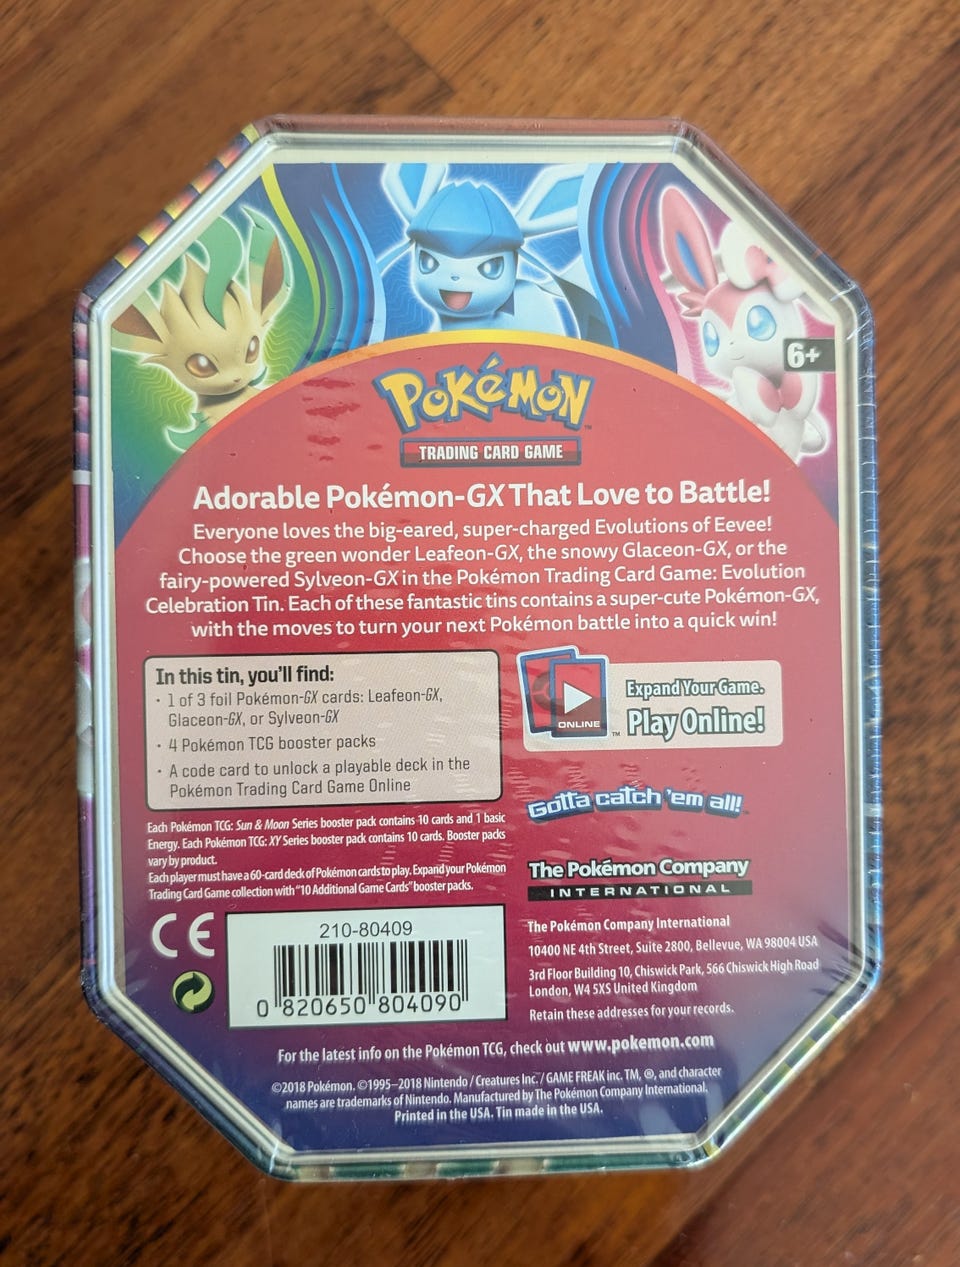 6+
POKéMON
TRADING CARD GAME
Adorable Pokémon-GX That Love to Battle!
Everyone loves the big-eared, super-charged Evolutions of Eevee!
Choose the green wonder Leafeon-GX, the snowy Glaceon-GX, or the
fairy-powered Sylveon-GX in the Pokémon Trading Card Game: Evolution
Celebration Tin. Each of these fantastic tins contains a super-cute Pokémon-GX,
with the moves to turn your next Pokémon battle into a quick win!
In this tin, you'll find:
· 1 of 3 foil Pokémon-GX cards: Leafeon-GX,
Glaceon-GX, or Sylveon-GX
· 4 Pokémon TCG booster packs
· A code card to unlock a playable deck in the
Pokémon Trading Card Game Online
ONLINE
™
Expand Your Game.
Play Online!
Each Pokémon TCG: Sun & Moon Series booster pack contains 10 cards and 1 basic
Energy. Each Pokémon TCG: XY Series booster pack contains 10 cards. Booster packs
vary by product.
Each player must have a 60-card deck of Pokémon cards to play. Expand your Pokémon
Trading Card Game collection with "10 Additional Game Cards" booster packs.
Gotta catch 'em all!
The Pokémon Company
INTERNATIONAL
CE
210-80409
0 820650 804090
The Pokémon Company International
10400 NE 4th Street, Suite 2800, Bellevue, WA 98004 USA
3rd Floor Building 10, Chiswick Park, 566 Chiswick High Road
London, W4 5XS United Kingdom
Retain these addresses for your records.
For the latest info on the Pokémon TCG, check out www.pokemon.com
©2018 Pokémon. ©1995–2018 Nintendo / Creatures Inc. / GAME FREAK inc. TM, ®, and character
names are trademarks of Nintendo. Manufactured by The Pokémon Company International.
Printed in the USA. Tin made in the USA.